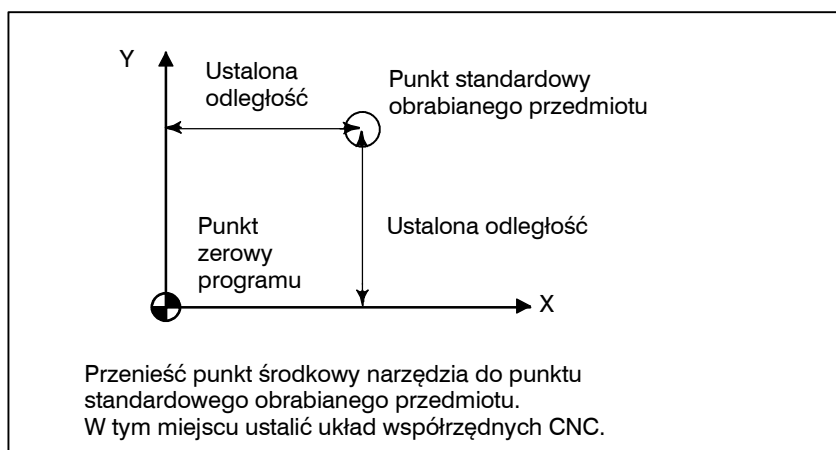 Y
Ustalona
odległość
Punkt standardowy
obrabianego przedmiotu
Punkt
zerowy
programu
Ustalona odległość
X
Przenieść punkt środkowy narzędzia do punktu
standardowego obrabianego przedmiotu.
W tym miejscu ustalić układ współrzędnych CNC.